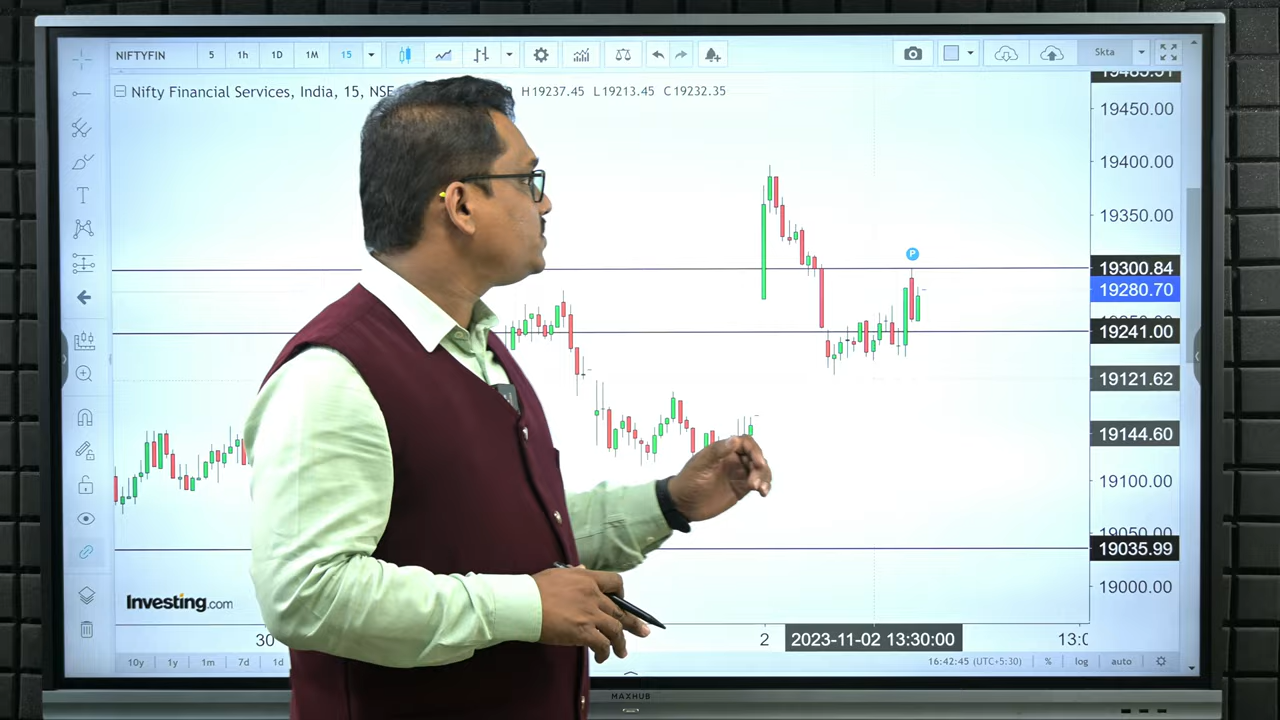 NIFTYFIN 5 1h 1D 1M 15 Skta
Nifty Financial Services, India, 15, NSE H19237.45 L19213.45 C19232.35
19450.00
19400.00
19350.00
19300.84
19280.70
19241.00
19121.62
19144.60
19100.00
19050.00
19035.99
19000.00
P
T
Investing.com
30 2 2023-11-02 13:30:00
10y 1y 1m 7d 1d 16:42:45 (UTC+5:30) % log auto
MAXHUB